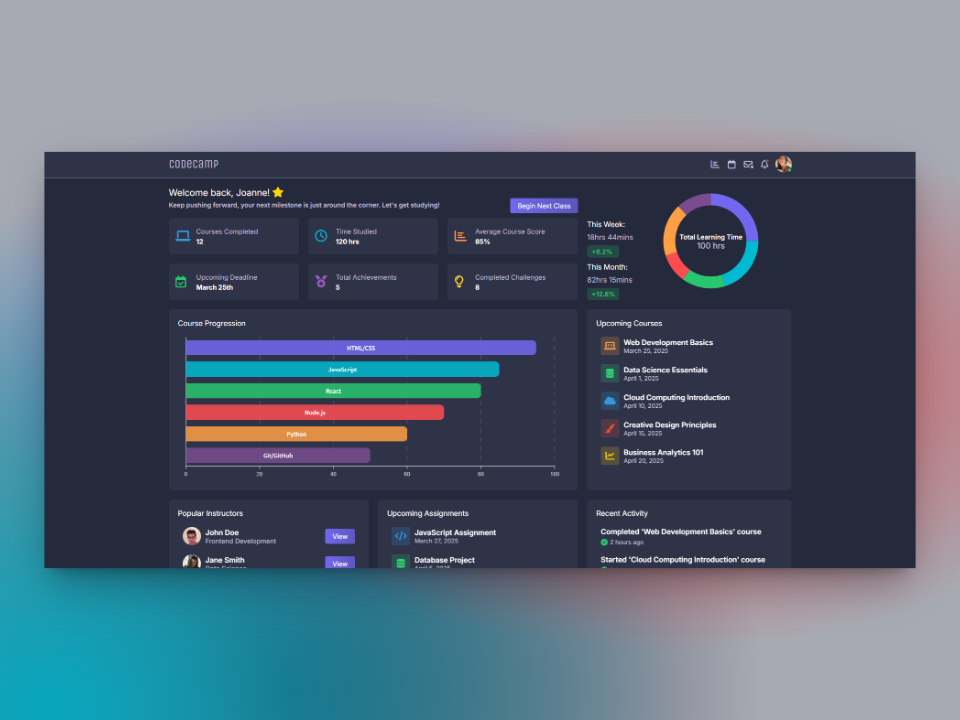 codecamp
Welcome back, Joanne!
Keep pushing forward, your next milestone is just around the corner. Let's get studying!
Begin Next Class
Courses Completed
12
Time Studied
120 hrs
Average Course Score
85%
Upcoming Deadline
March 25th
Total Achievements
5
Completed Challenges
8
This Week:
18hrs 44mins
+8.2%
This Month:
82hrs 15mins
+12.8%
Total Learning Time
100 hrs
Course Progression
HTML/CSS
JavaScript
React
Node.js
Python
Git/GitHub
0 20 40 60 80 100
Upcoming Courses
Web Development Basics
March 25, 2025
Data Science Essentials
April 1, 2025
Cloud Computing Introduction
April 10, 2025
Creative Design Principles
April 15, 2025
Business Analytics 101
April 20, 2025
Popular Instructors
John Doe
Frontend Development
View
Jane Smith
View
Upcoming Assignments
JavaScript Assignment
March 27, 2025
Database Project
Recent Activity
Completed 'Web Development Basics' course
2 hours ago
Started 'Cloud Computing Introduction' course